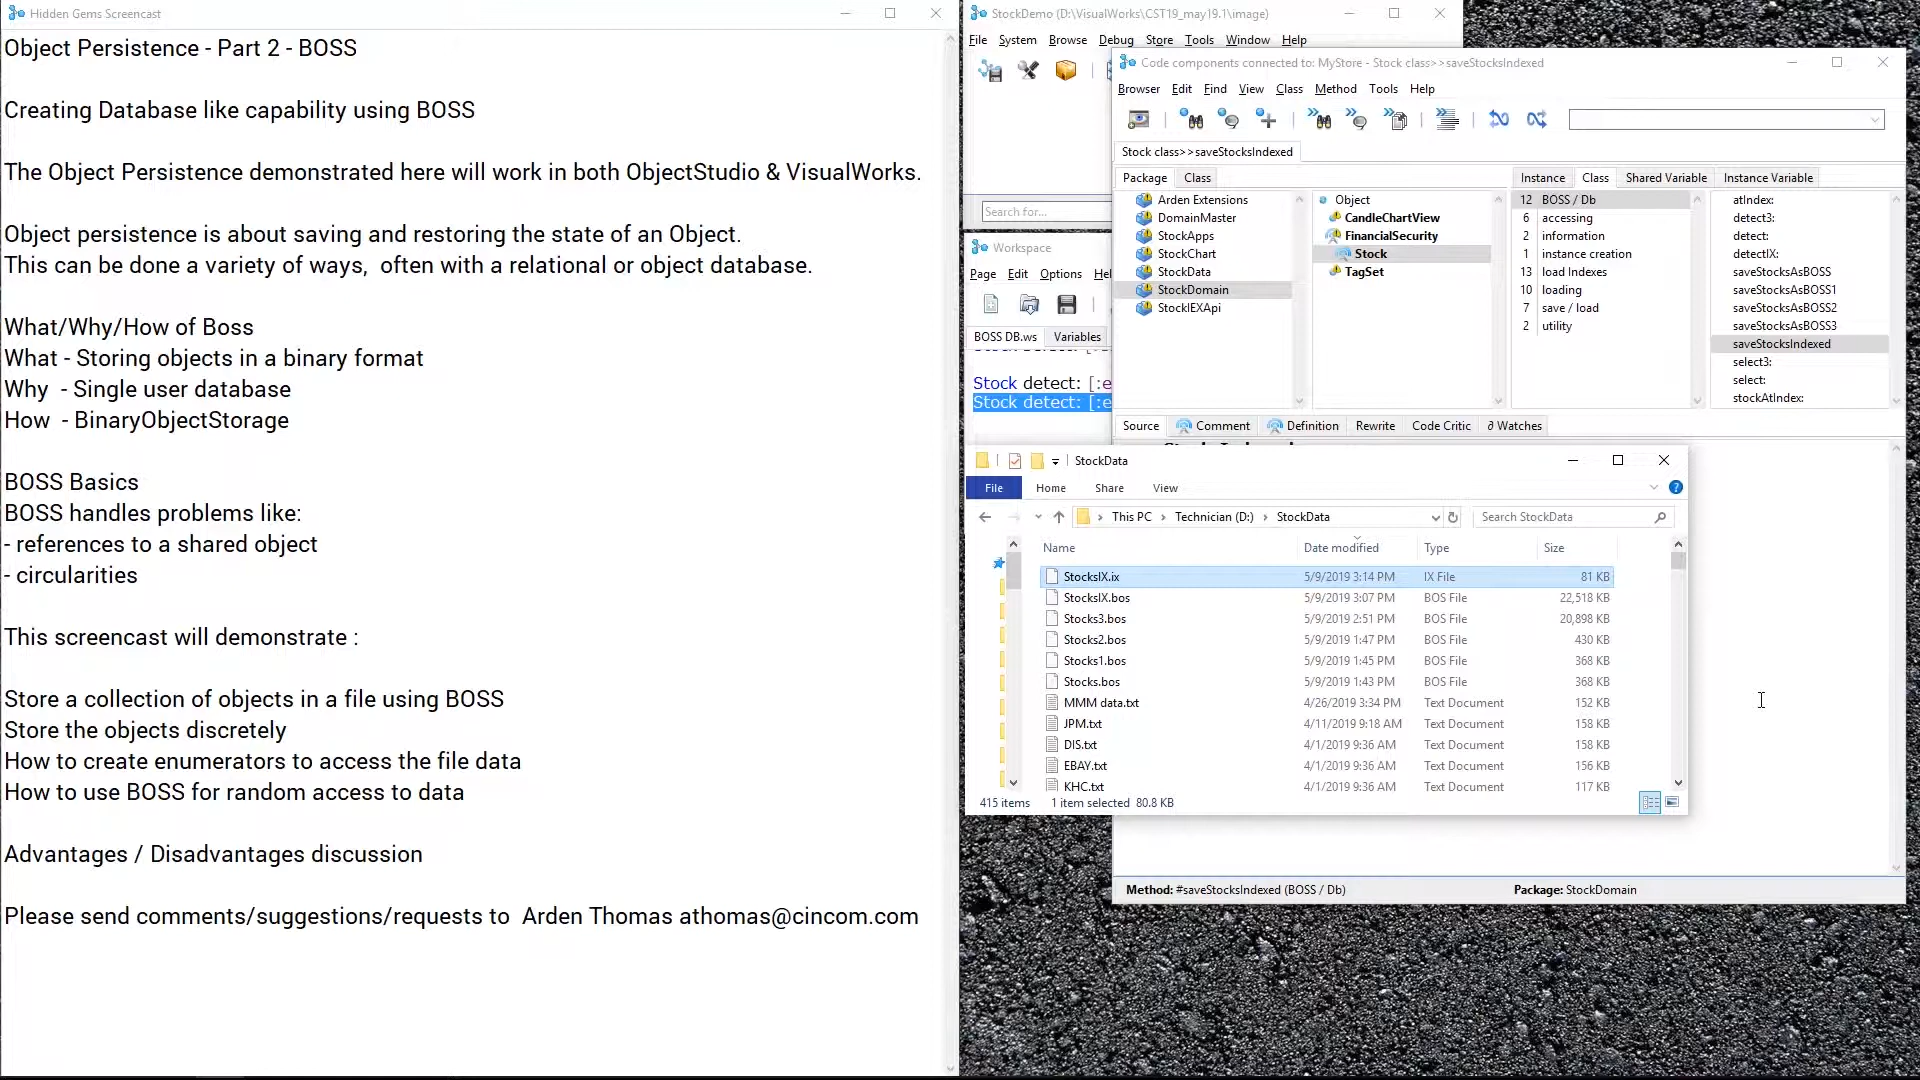 Hidden Gems Screencast
Object Persistence - Part 2 - BOSS
Creating Database like capability using BOSS
The Object Persistence demonstrated here will work in both ObjectStudio & VisualWorks.
Object persistence is about saving and restoring the state of an Object.
This can be done a variety of ways,  often with a relational or object database.
What/Why/How of Boss
What - Storing objects in a binary format
Why  - Single user database
How  - BinaryObjectStorage
BOSS Basics
BOSS handles problems like:
- references to a shared object
- circularities
This screencast will demonstrate :
Store a collection of objects in a file using BOSS
Store the objects discretely
How to create enumerators to access the file data
How to use BOSS for random access to data
Advantages / Disadvantages discussion
Please send comments/suggestions/requests to  Arden Thomas athomas@cincom.com
StockDemo (D:\VisualWorks\CST19_may19.1\image)
File System Browse Debug Store Tools Window Help
Search for...
Workspace
Page Edit Options Hel
BOSS DB.ws Variables
Stock detect: [:e
Stock detect: [:e
Code components connected to: MyStore - Stock class>>saveStocksIndexed
Browser Edit Find View Class Method Tools Help
Stock class>>saveStocksIndexed
Package Class
Arden Extensions
DomainMaster
StockApps
StockChart
StockData
StockDomain
StockIEXApi
Object
CandleChartView
FinancialSecurity
Stock
TagSet
Instance Class Shared Variable Instance Variable
12 BOSS / Db
6 accessing
2 information
1 instance creation
13 load Indexes
10 loading
7 save / load
2 utility
atIndex:
detect3:
detect:
detectIX:
saveStocksAsBOSS
saveStocksAsBOSS1
saveStocksAsBOSS2
saveStocksAsBOSS3
saveStocksIndexed
select3:
select:
stockAtIndex:
Source Comment Definition Rewrite Code Critic ∂ Watches
StockData
File Home Share View
This PC > Technician (D:) > StockData
Search StockData
Name Date modified Type Size
StocksIX.ix 5/9/2019 3:14 PM IX File 81 KB
StocksIX.bos 5/9/2019 3:07 PM BOS File 22,518 KB
Stocks3.bos 5/9/2019 2:51 PM BOS File 20,898 KB
Stocks2.bos 5/9/2019 1:47 PM BOS File 430 KB
Stocks1.bos 5/9/2019 1:45 PM BOS File 368 KB
Stocks.bos 5/9/2019 1:43 PM BOS File 368 KB
MMM data.txt 4/26/2019 3:34 PM Text Document 152 KB
JPM.txt 4/11/2019 9:18 AM Text Document 158 KB
DIS.txt 4/1/2019 9:36 AM Text Document 158 KB
EBAY.txt 4/1/2019 9:36 AM Text Document 156 KB
KHC.txt 4/1/2019 9:36 AM Text Document 117 KB
415 items 1 item selected 80.8 KB
Method: #saveStocksIndexed (BOSS / Db) Package: StockDomain